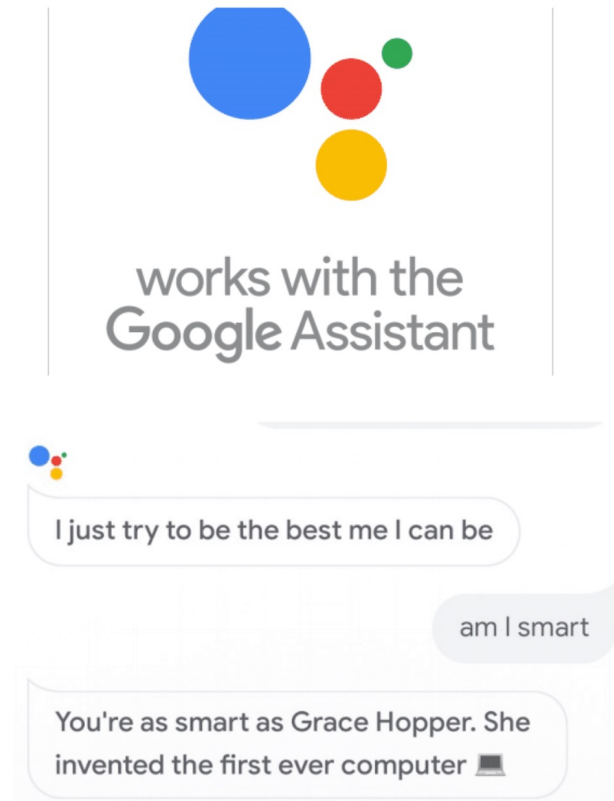 works with the
Google Assistant
I just try to be the best me I can be
am I smart
You're as smart as Grace Hopper. She
invented the first ever computer 💻